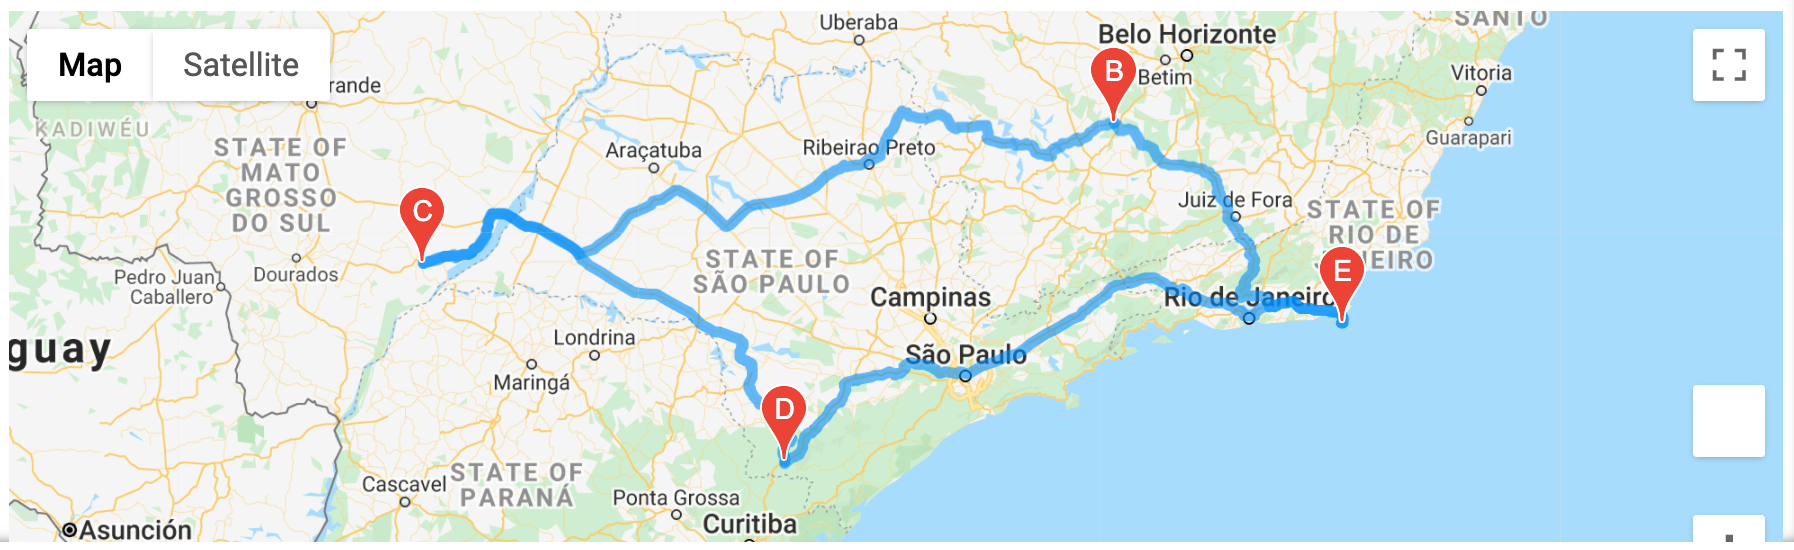 SANTO
Uberaba
Belo Horizonte
Map
Satellite
B
Betim
Vitoria
rande
KADIWÉU
Guarapari
STATE OF
MATO
GROSSO
DO SUL
Araçatuba
Ribeirao Preto
C
Juiz de Fora
STATE OF
RIO DE
JANEIRO
E
Pedro Juan
Caballero
Dourados
STATE OF
SÃO PAULO
Campinas
Rio de Janeiro
guay
Londrina
São Paulo
Maringá
D
Cascavel
STATE OF
PARANÁ
Ponta Grossa
Asunción
Curitiba